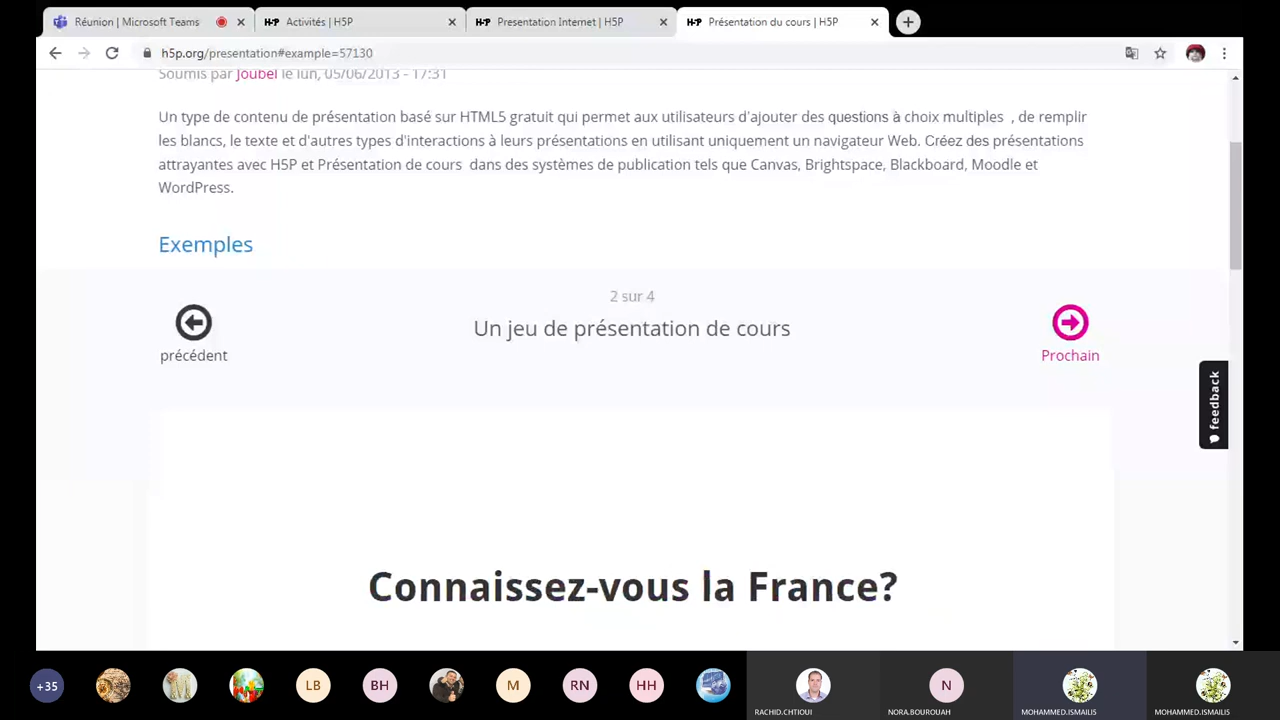 Réunion | Microsoft Teams
H-P Activités | H5P
H-P Presentation Internet | H5P
H-P Présentation du cours | H5P
h5p.org/presentation#example=57130
Soumis par Joubel le lun, 05/06/2013 - 17:31
Un type de contenu de présentation basé sur HTML5 gratuit qui permet aux utilisateurs d'ajouter des questions à choix multiples , de remplir
les blancs, le texte et d'autres types d'interactions à leurs présentations en utilisant uniquement un navigateur Web. Créez des présentations
attrayantes avec H5P et Présentation de cours dans des systèmes de publication tels que Canvas, Brightspace, Blackboard, Moodle et
WordPress.
Exemples
2 sur 4
Un jeu de présentation de cours
précédent
Prochain
feedback
Connaissez-vous la France?
+35
LB
BH
M
RN
HH
N
RACHID.CHTIOUI
NORA.BOUROUAH
MOHAMMED.ISMAILIS
MOHAMMED.ISMAILIS